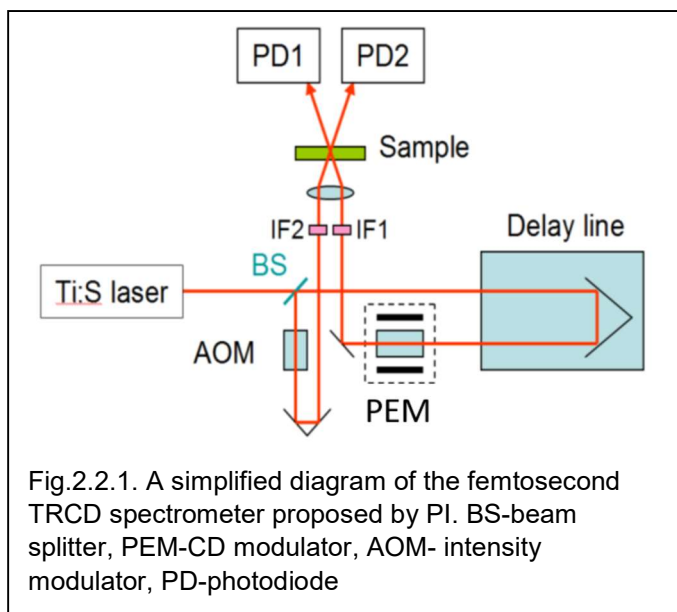 PD1 PD2
Sample
IF2 IF1
Delay line
BS
Ti:S laser
AOM
PEM
Fig.2.2.1. A simplified diagram of the femtosecond
TRCD spectrometer proposed by PI. BS-beam
splitter, PEM-CD modulator, AOM- intensity
modulator, PD-photodiode